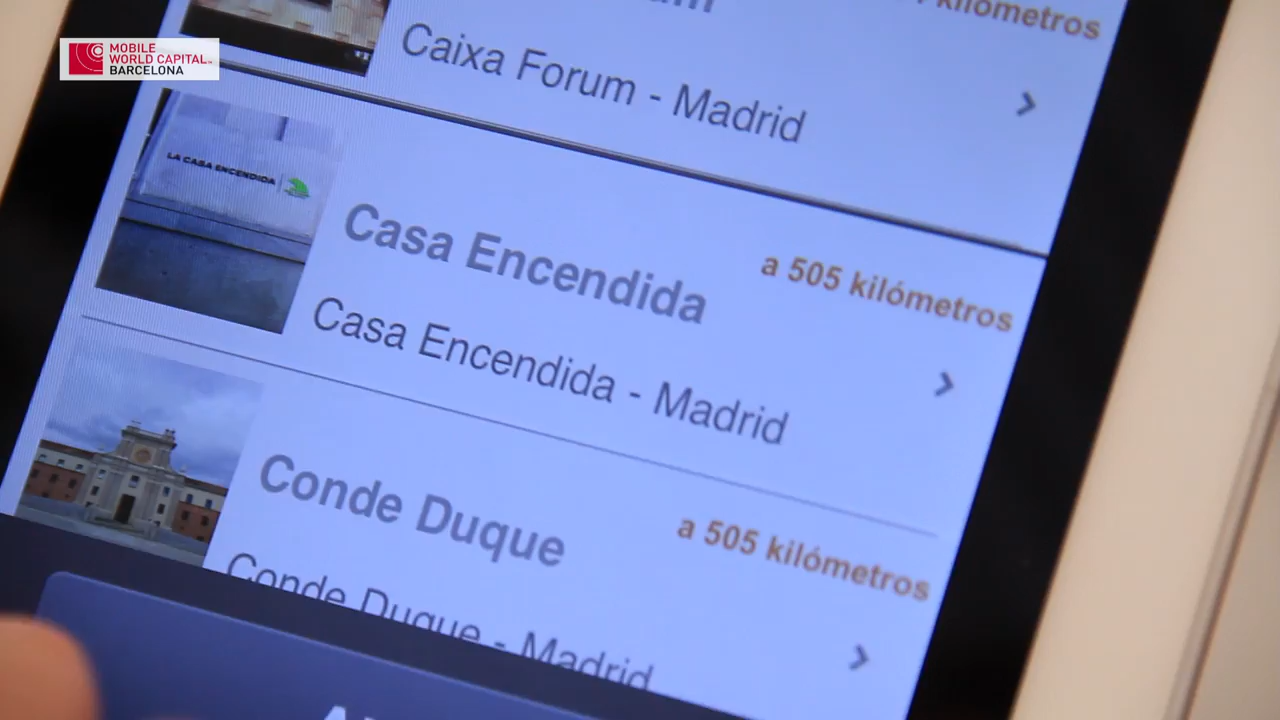 MOBILE
WORLD CAPITAL
BARCELONA
kilómetros
Caixa Forum - Madrid
LA CASA ENCENDIDA
Casa Encendida
a 505 kilómetros
Casa Encendida - Madrid
Conde Duque
a 505 kilómetros
Conde Duque - Madrid